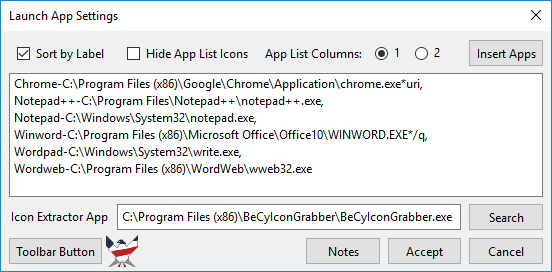 Launch App Settings
Sort by Label Hide App List Icons App List Columns: 1 2 Insert Apps
Chrome-C:\Program Files (x86)\Google\Chrome\Application\chrome.exe*uri,
Notepad++-C:\Program Files\Notepad++\notepad++.exe,
Notepad-C:\Windows\System32\notepad.exe,
Winword-C:\Program Files (x86)\Microsoft Office\Office10\WINWORD.EXE*/q,
Wordpad-C:\Windows\System32\write.exe,
Wordweb-C:\Program Files (x86)\WordWeb\wweb32.exe
Icon Extractor App C:\Program Files (x86)\BeCyIconGrabber\BeCyIconGrabber.exe Search
Toolbar Button Notes Accept Cancel